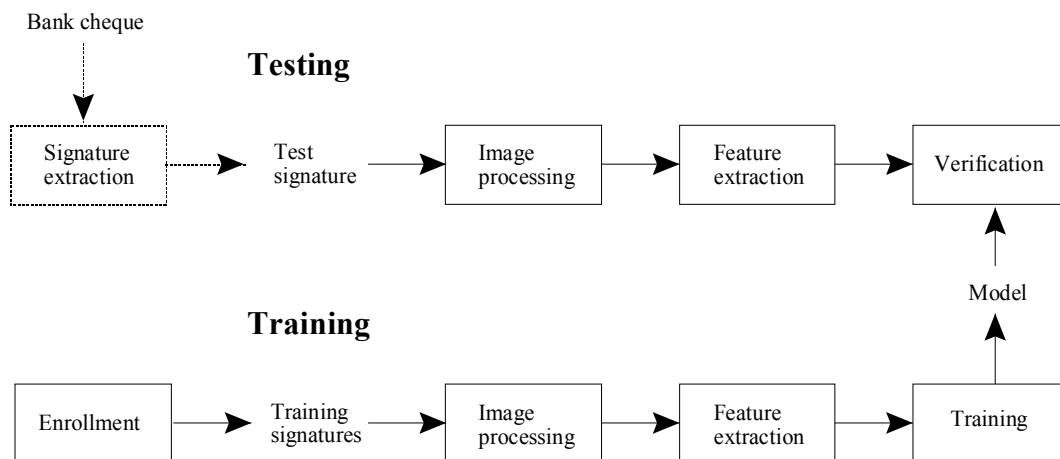 Bank cheque
Testing
Signature
extraction
Test
signature
Image
processing
Feature
extraction
Verification
Model
Training
Enrollment
Training
signatures
Image
processing
Feature
extraction
Training